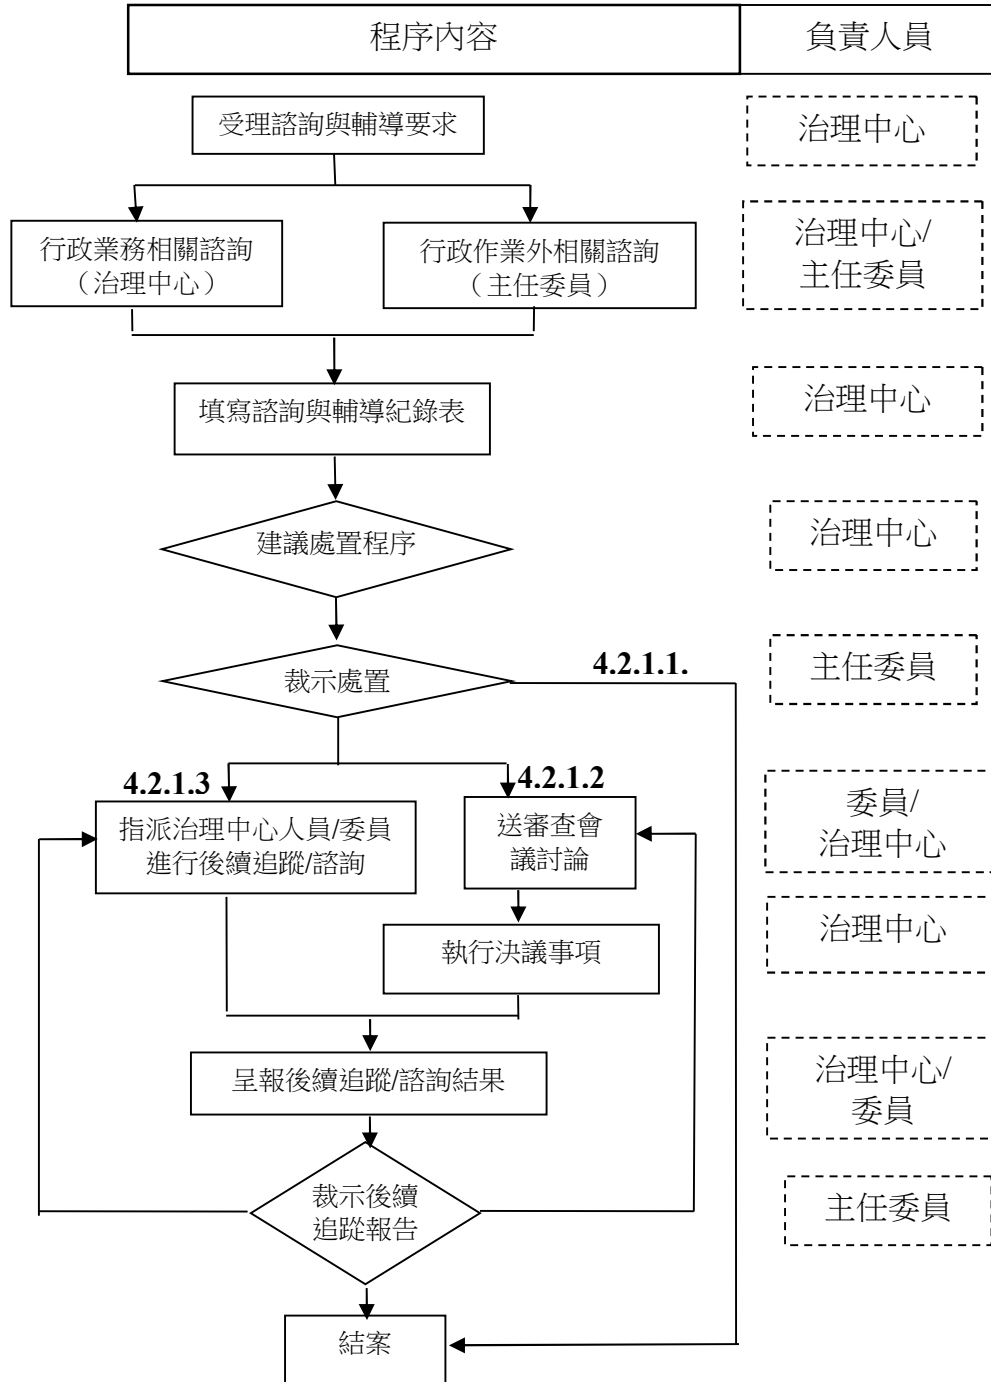 程序內容
負責人員
受理諮詢與輔導要求
治理中心
行政業務相關諮詢
（治理中心）
行政作業外相關諮詢
（主任委員）
治理中心/
主任委員
填寫諮詢與輔導紀錄表
治理中心
建議處置程序
治理中心
裁示處置
4.2.1.1.
主任委員
4.2.1.3
4.2.1.2
指派治理中心人員/委員
進行後續追蹤/諮詢
送審查會
議討論
委員/
治理中心
執行決議事項
治理中心
呈報後續追蹤/諮詢結果
治理中心/
委員
裁示後續
追蹤報告
主任委員
結案